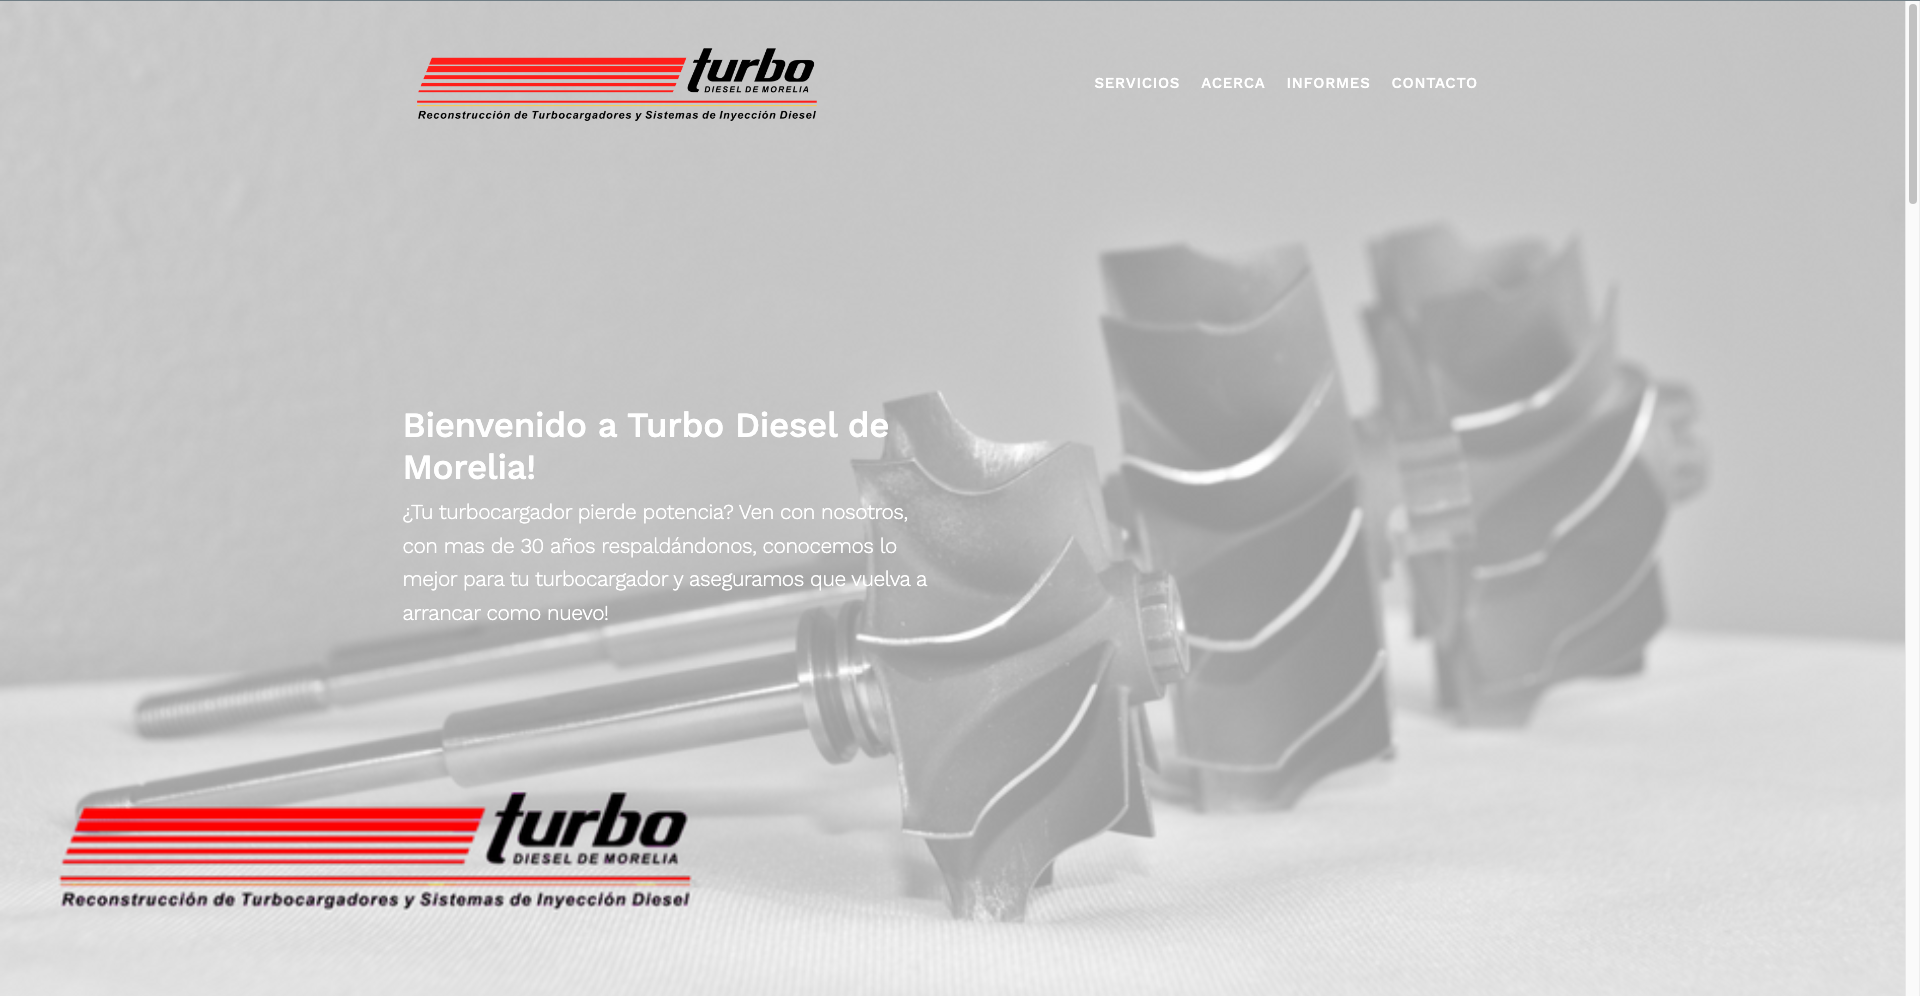 turbo
DIESEL DE MORELIA
Reconstrucción de Turbocargadores y Sistemas de Inyección Diesel
SERVICIOS ACERCA INFORMES CONTACTO
Bienvenido a Turbo Diesel de
Morelia!
¿Tu turbocargador pierde potencia? Ven con nosotros,
con mas de 30 años respaldándonos, conocemos lo
mejor para tu turbocargador y aseguramos que vuelva a
arrancar como nuevo!
turbo
DIESEL DE MORELIA
Reconstrucción de Turbocargadores y Sistemas de Inyección Diesel